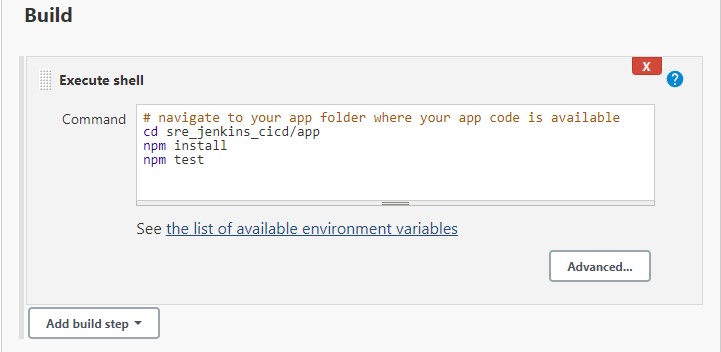 Build
X
Execute shell
?
Command
# navigate to your app folder where your app code is available
cd sre_jenkins_cicd/app
npm install
npm test
See the list of available environment variables
Advanced...
Add build step